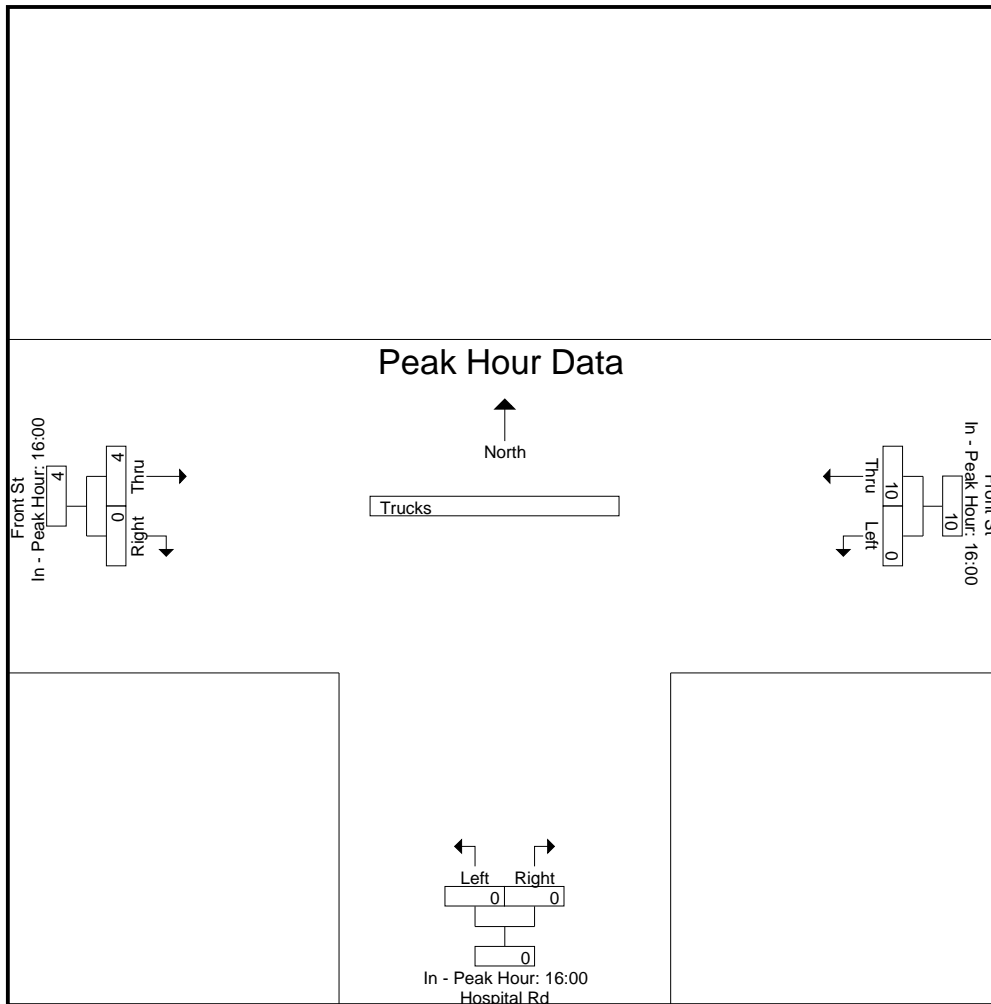 Peak Hour Data
North
Trucks
Front St
In - Peak Hour: 16:00
4
4
0
Thru
Right
Thru
Left
10
0
10
In - Peak Hour: 16:00
Front St
Left Right
0 0
0
In - Peak Hour: 16:00
Hospital Rd